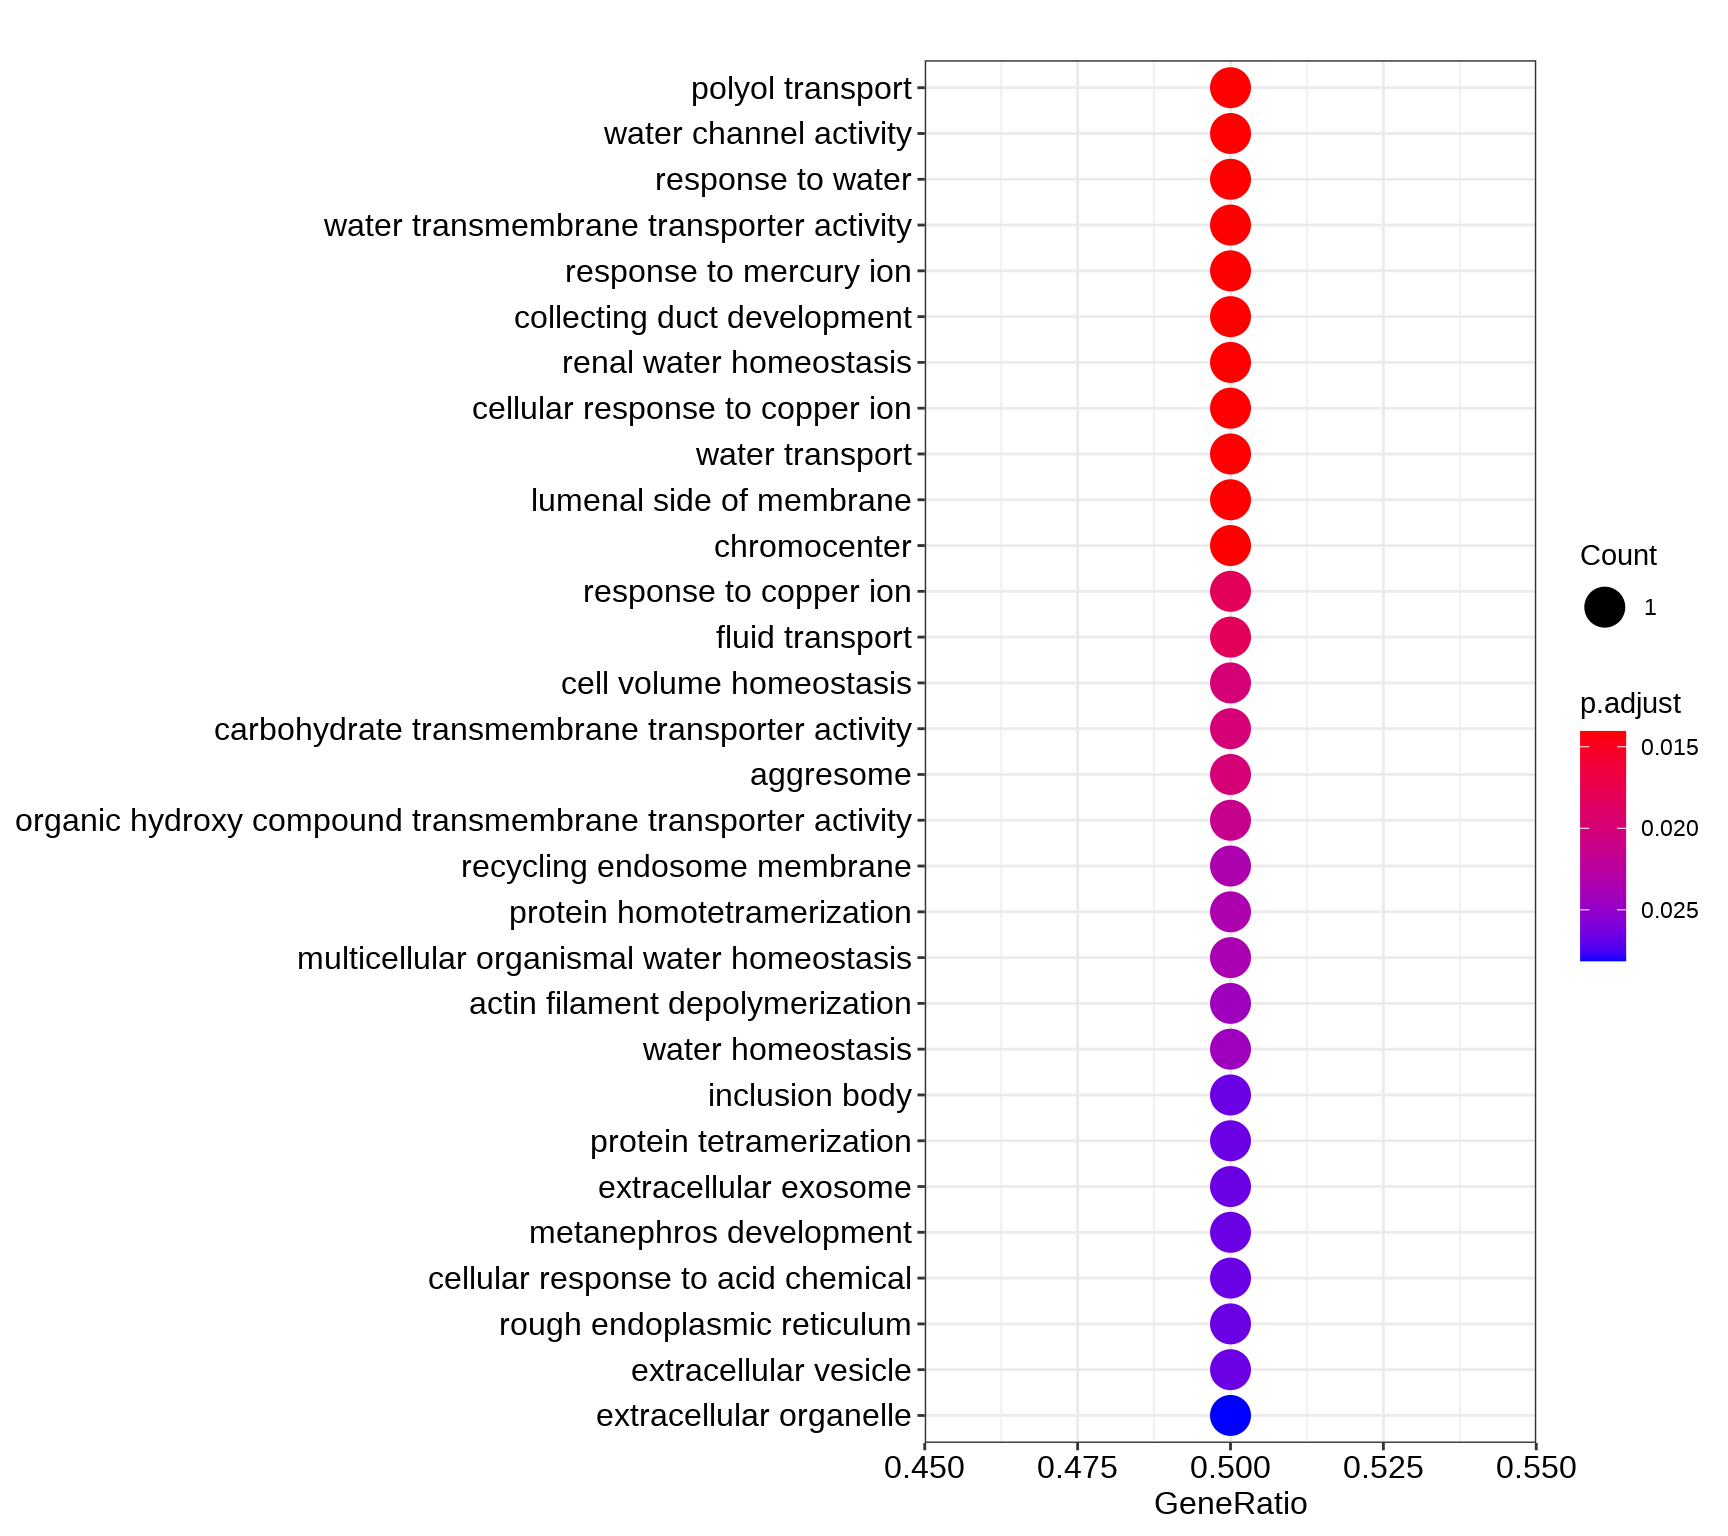 polyol transport
water channel activity
response to water
water transmembrane transporter activity
response to mercury ion
collecting duct development
renal water homeostasis
cellular response to copper ion
water transport
lumenal side of membrane
chromocenter
response to copper ion
fluid transport
cell volume homeostasis
carbohydrate transmembrane transporter activity
aggresome
organic hydroxy compound transmembrane transporter activity
recycling endosome membrane
protein homotetramerization
multicellular organismal water homeostasis
actin filament depolymerization
water homeostasis
inclusion body
protein tetramerization
extracellular exosome
metanephros development
cellular response to acid chemical
rough endoplasmic reticulum
extracellular vesicle
extracellular organelle
0.450 0.475 0.500 0.525 0.550
GeneRatio
Count
1
p.adjust
0.015
0.020
0.025